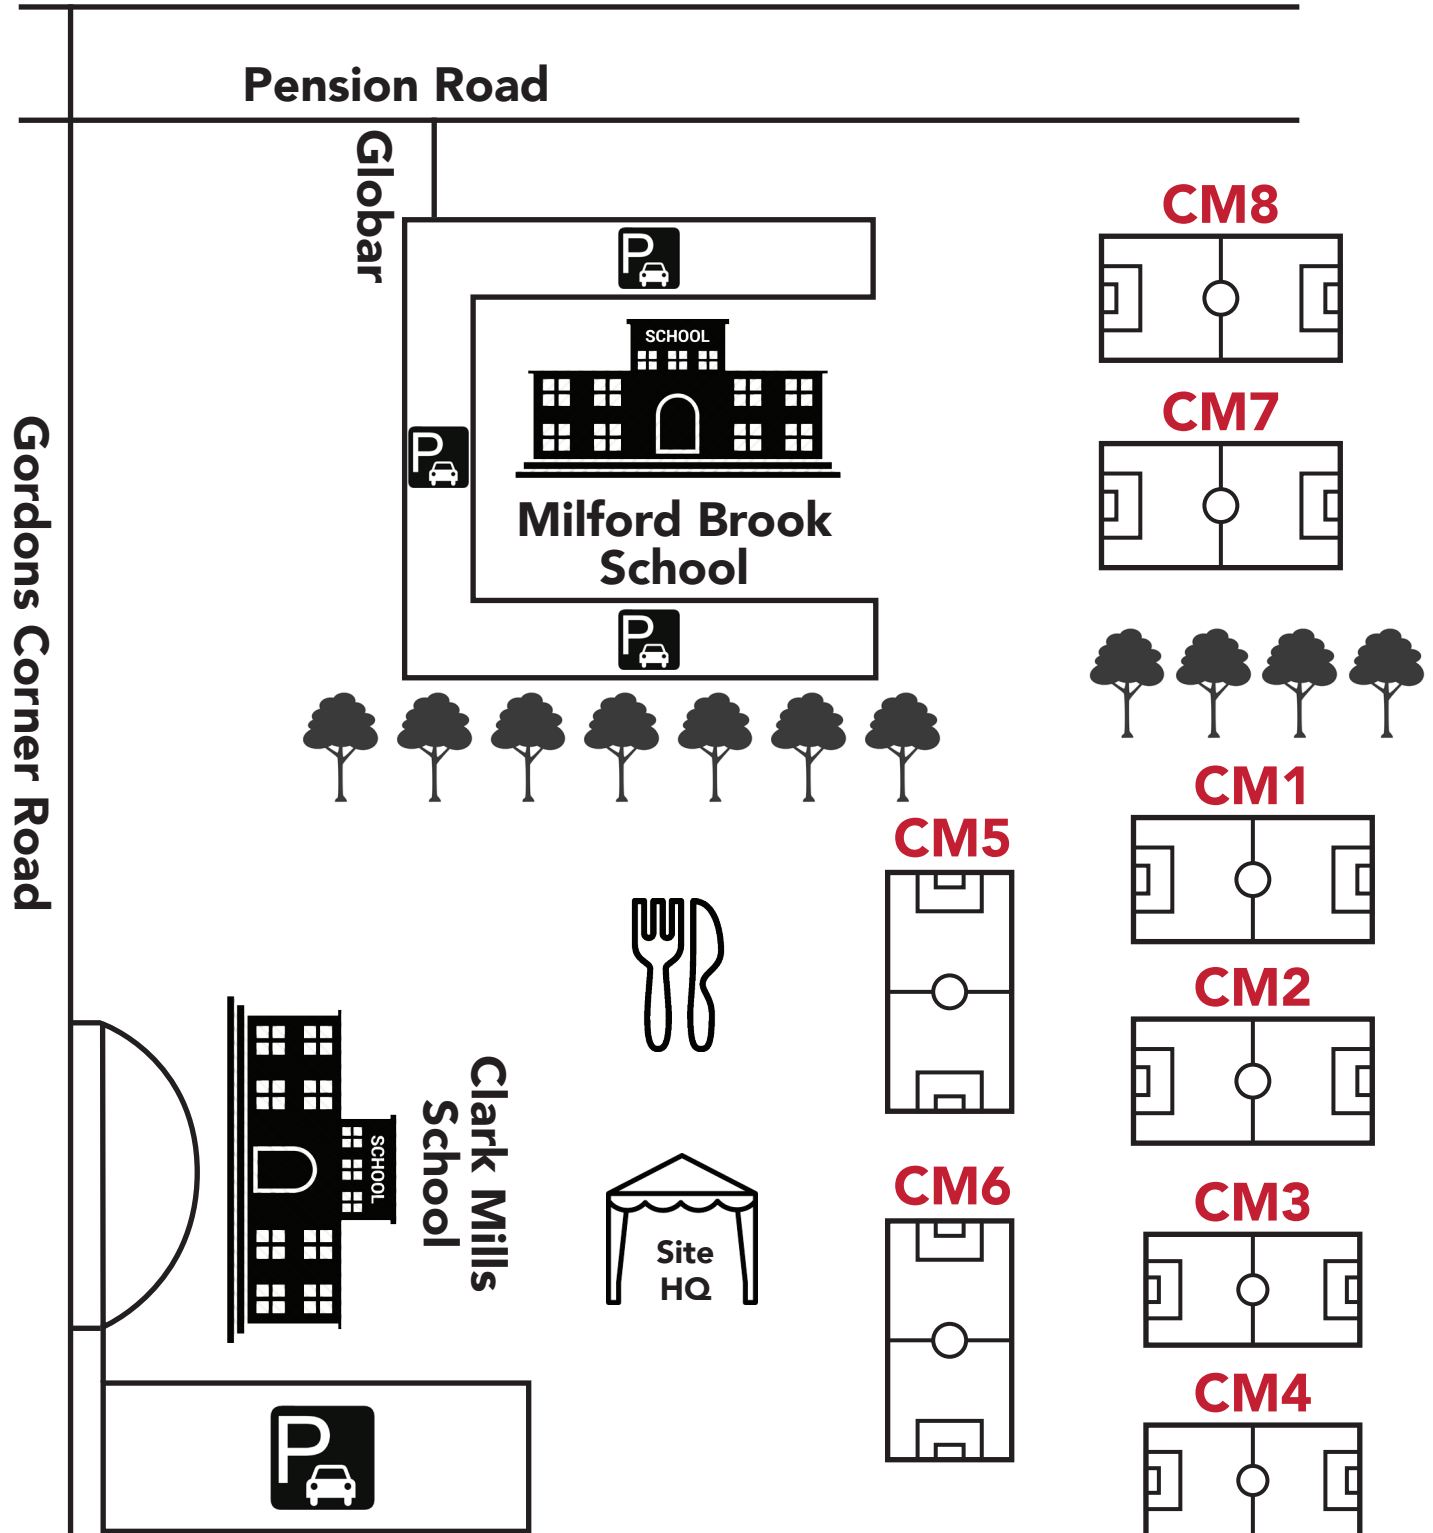 Pension Road
Globar
CM8
P
SCHOOL
CM7
P
Milford Brook
School
P
Gordons Corner Road
CM1
CM5
CM2
Clark Mills
School
SCHOOL
CM6
CM3
Site
HQ
CM4
P